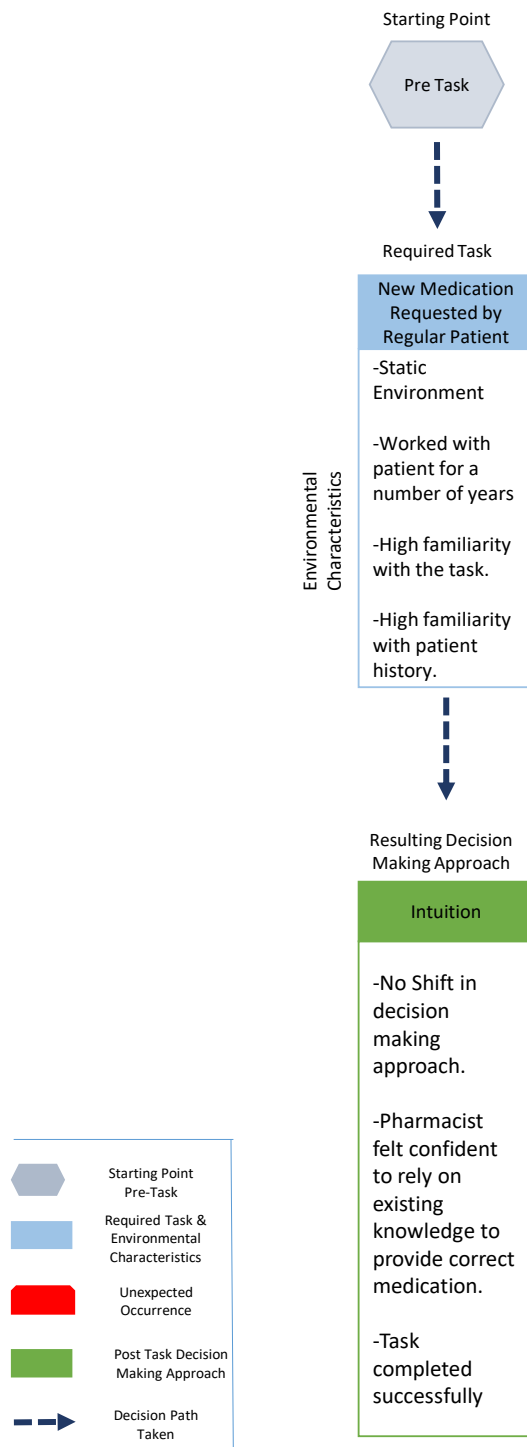 Starting Point
Pre Task
Required Task
New Medication
Requested by
Regular Patient
Environmental
Characteristics
-Static
Environment
-Worked with
patient for a
number of years
-High familiarity
with the task.
-High familiarity
with patient
history.
Resulting Decision
Making Approach
Intuition
-No Shift in
decision
making
approach.
-Pharmacist
felt confident
to rely on
existing
knowledge to
provide correct
medication.
-Task
completed
successfully
Starting Point
Pre-Task
Required Task &
Environmental
Characteristics
Unexpected
Occurrence
Post Task Decision
Making Approach
Decision Path
Taken